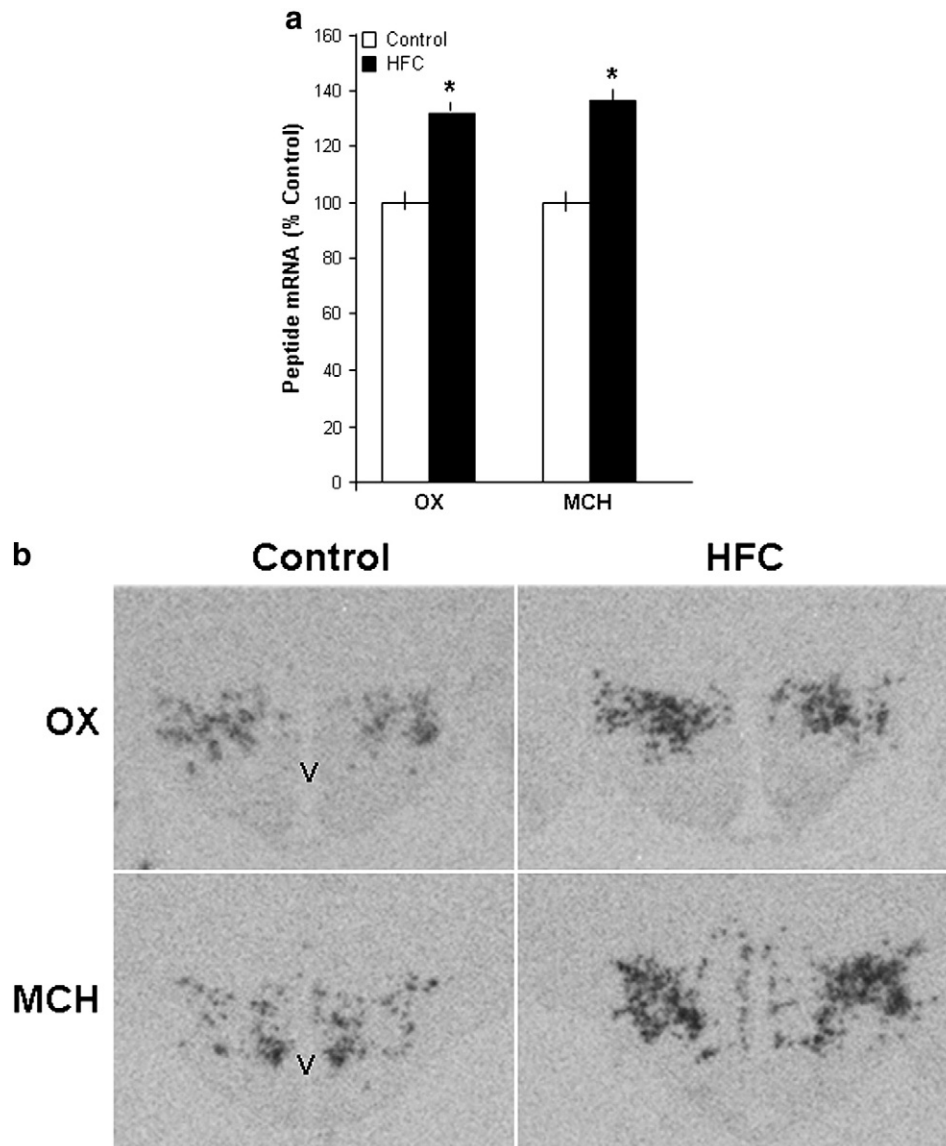 a
160
140
120
100
80
60
40
20
0
Peptide mRNA (% Control)
Control
HFC
* *
OX MCH
b
Control HFC
OX
V
MCH
V